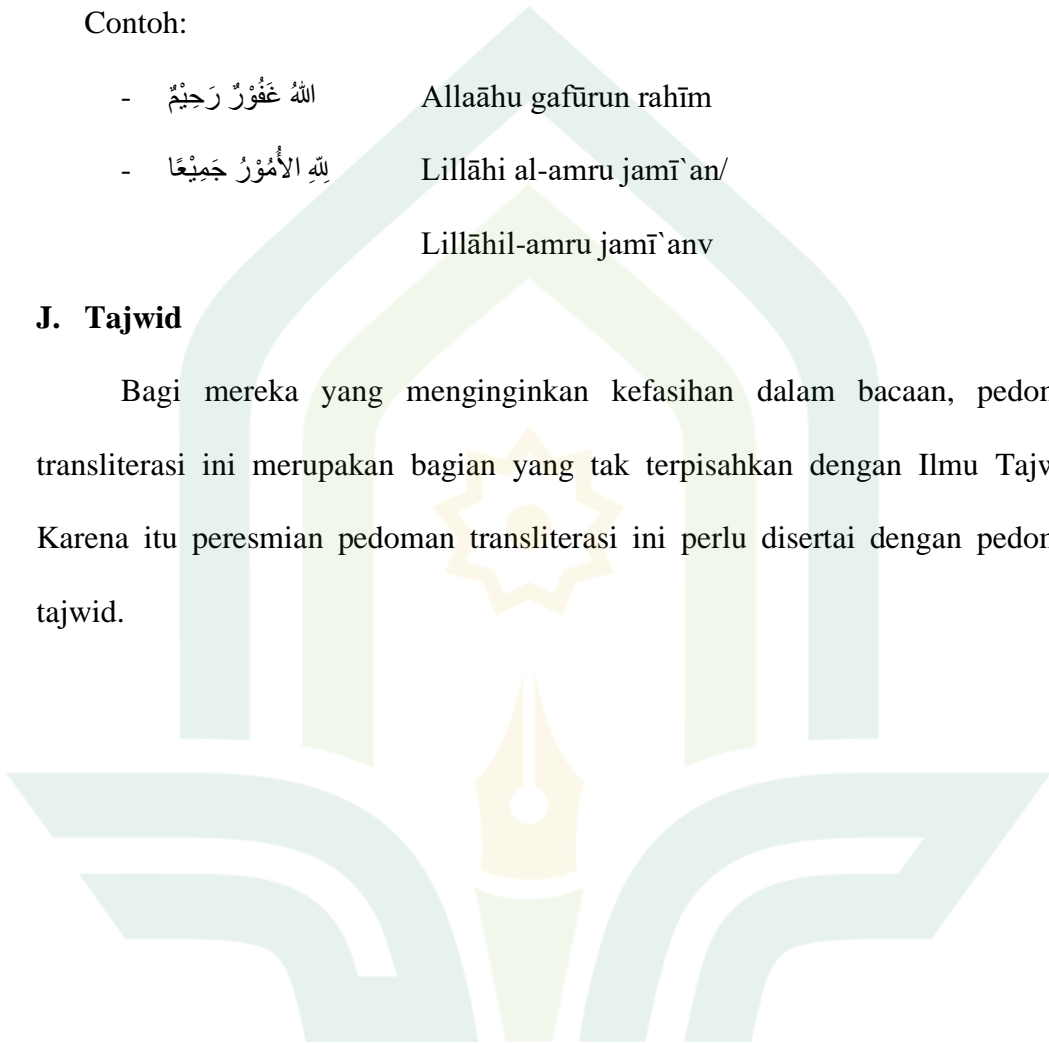 Contoh:
- اللهُ غَفُوْرٌ رَحِيْمٌ Allaāhu gafūrun rahīm
- لِلّهِ الأُمُوْرُ جَمِيْعًا Lillāhi al-amru jamī`an/
Lillāhil-amru jamī`anv
J. Tajwid
Bagi mereka yang menginginkan kefasihan dalam bacaan, pedom
transliterasi ini merupakan bagian yang tak terpisahkan dengan Ilmu Tajw
Karena itu peresmian pedoman transliterasi ini perlu disertai dengan pedom
tajwid.